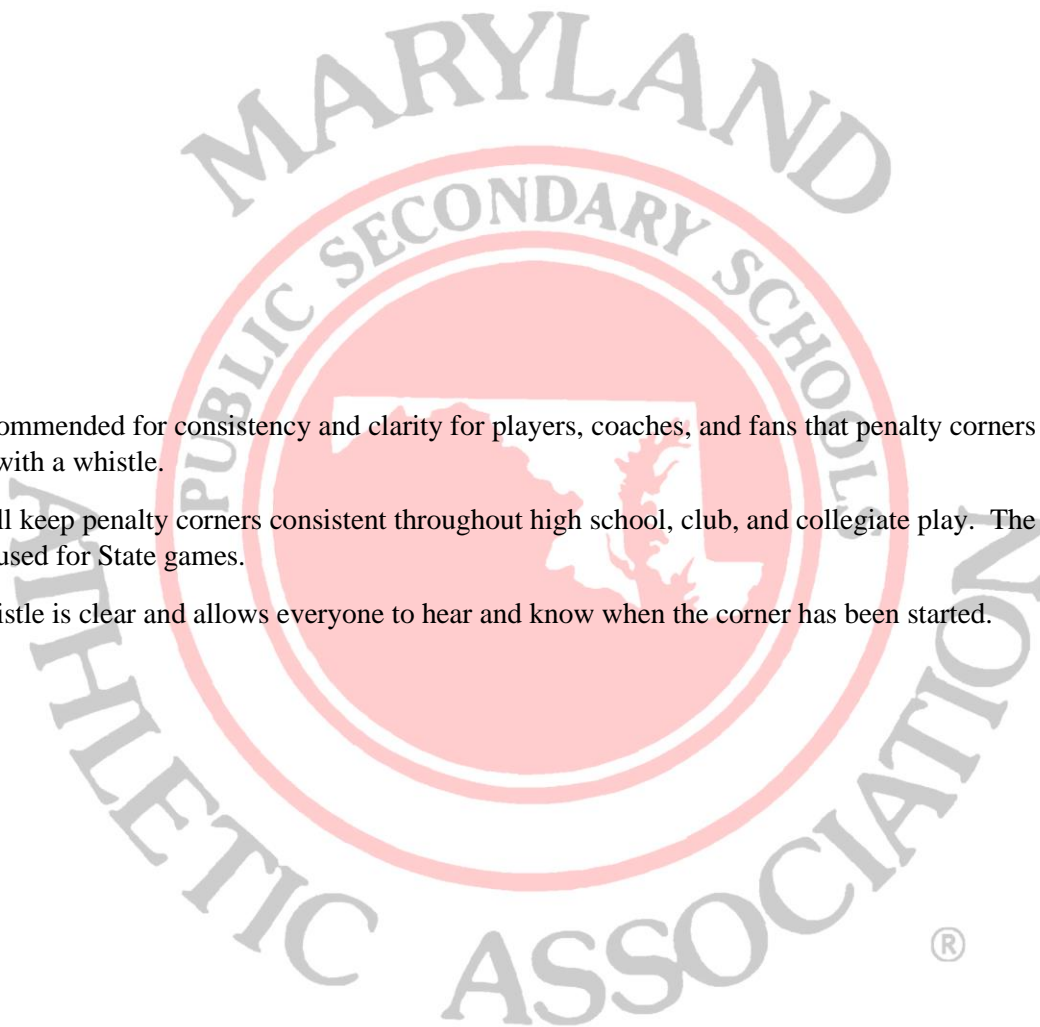 MARYLAND
PUBLIC SECONDARY SCHOOLS
ommended for consistency and clarity for players, coaches, and fans that penalty corners
with a whistle.
ll keep penalty corners consistent throughout high school, club, and collegiate play. The
used for State games.
istle is clear and allows everyone to hear and know when the corner has been started.
ATHLETIC ASSOCIATION
®